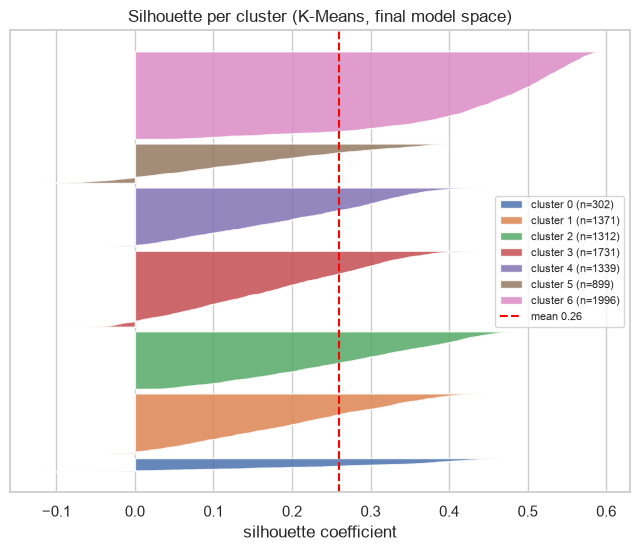 Silhouette per cluster (K-Means, final model space)
cluster 0 (n=302)
cluster 1 (n=1371)
cluster 2 (n=1312)
cluster 3 (n=1731)
cluster 4 (n=1339)
cluster 5 (n=899)
cluster 6 (n=1996)
mean 0.26
−0.1 0.0 0.1 0.2 0.3 0.4 0.5 0.6
silhouette coefficient